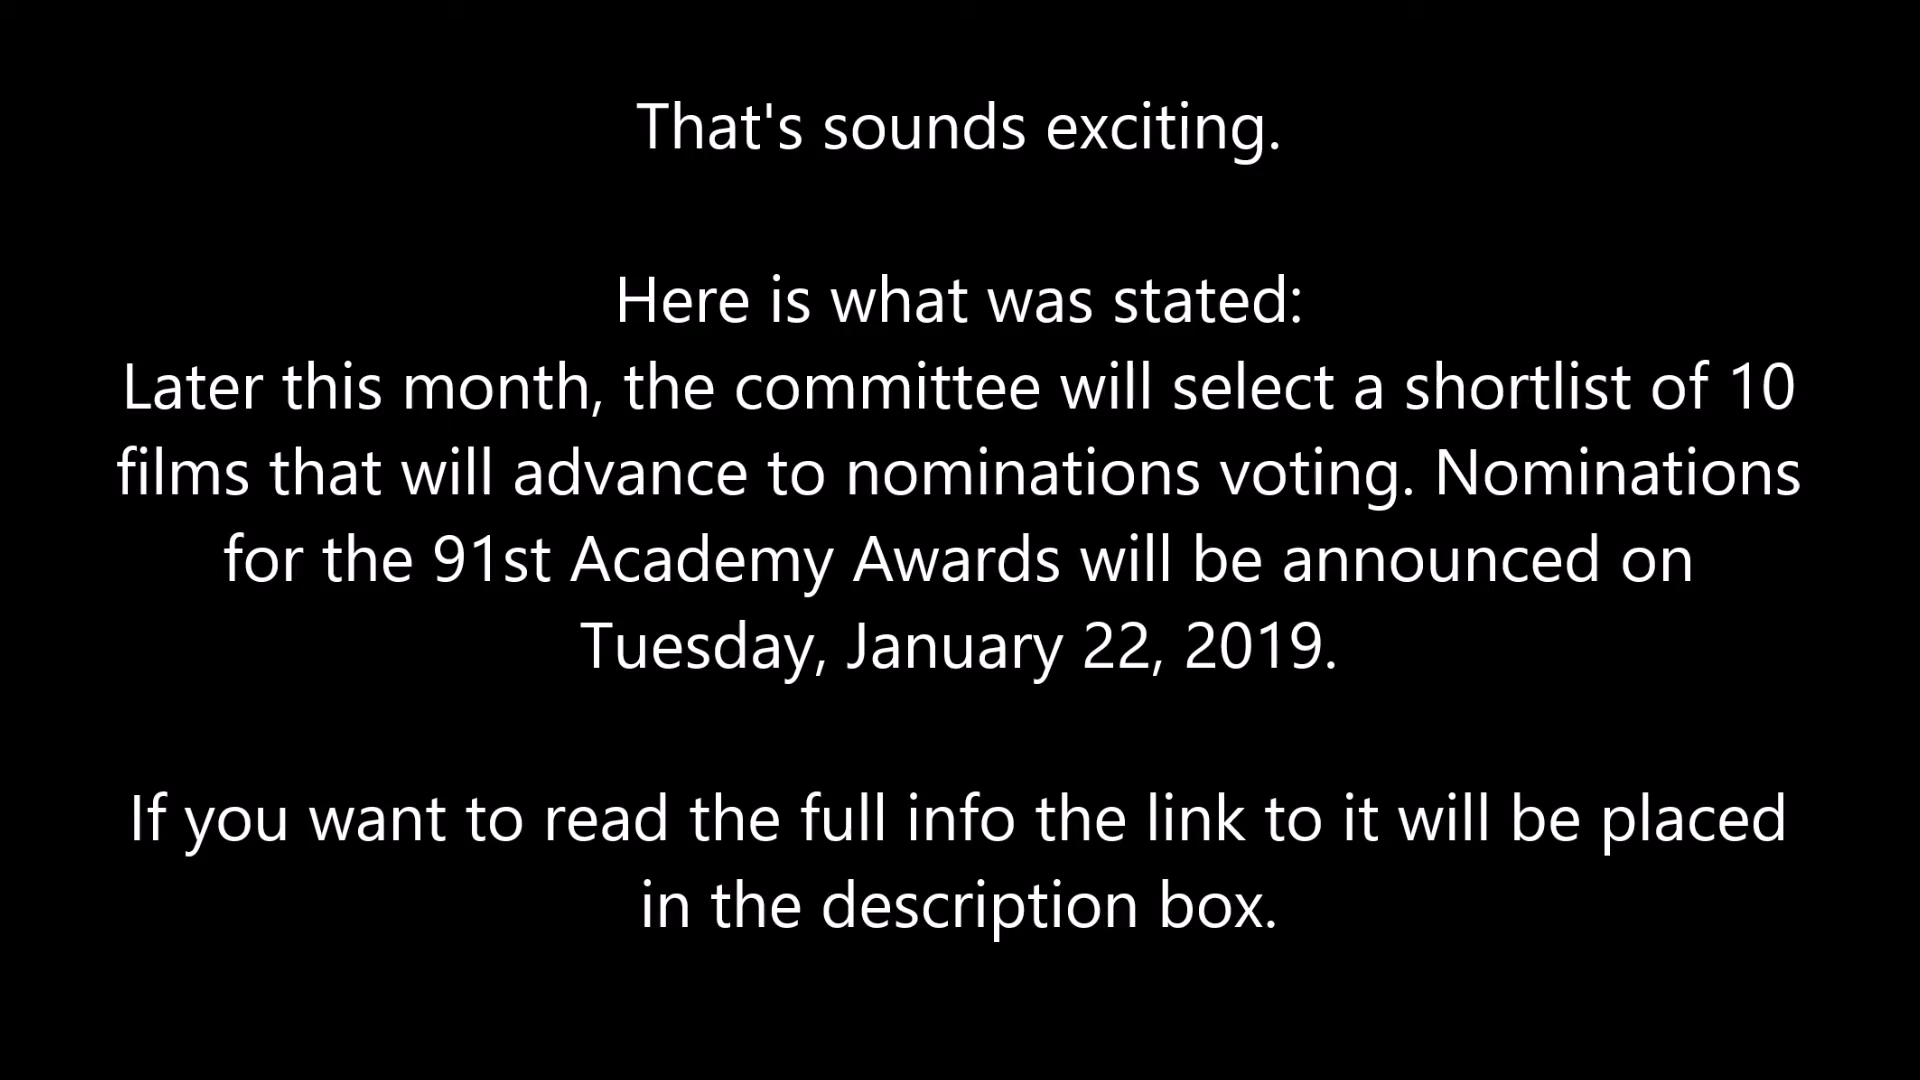 That's sounds exciting.
Here is what was stated:
Later this month, the committee will select a shortlist of 10
films that will advance to nominations voting. Nominations
for the 91st Academy Awards will be announced on
Tuesday, January 22, 2019.
If you want to read the full info the link to it will be placed
in the description box.